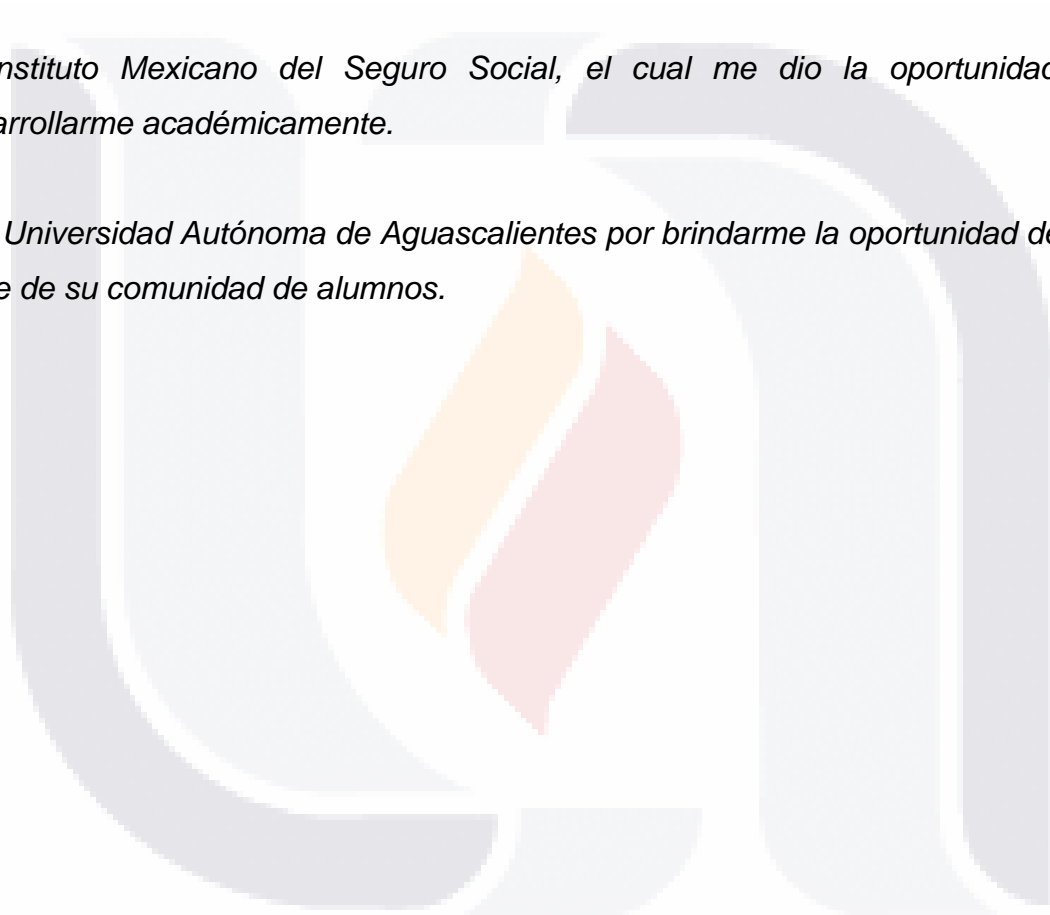 nstituto Mexicano del Seguro Social, el cual me dio la oportunidad
arrollarme académicamente.
Universidad Autónoma de Aguascalientes por brindarme la oportunidad de
e de su comunidad de alumnos.